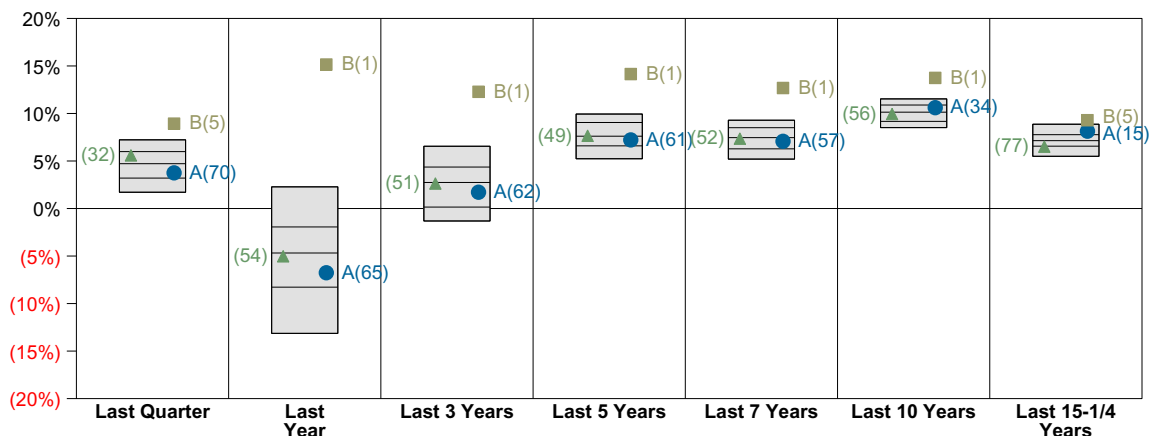 20%
15%
10%
5%
0%
(5%)
(10%)
(15%)
(20%)
B(5)
(32)
A(70)
B(1)
(54)
A(65)
B(1)
(51)
A(62)
B(1)
(49)
A(61)
B(1)
(52)
A(57)
B(1)
(56)
A(34)
B(5)
(77)
A(15)
Last Quarter
Last
Year
Last 3 Years
Last 5 Years
Last 7 Years
Last 10 Years
Last 15-1/4
Years